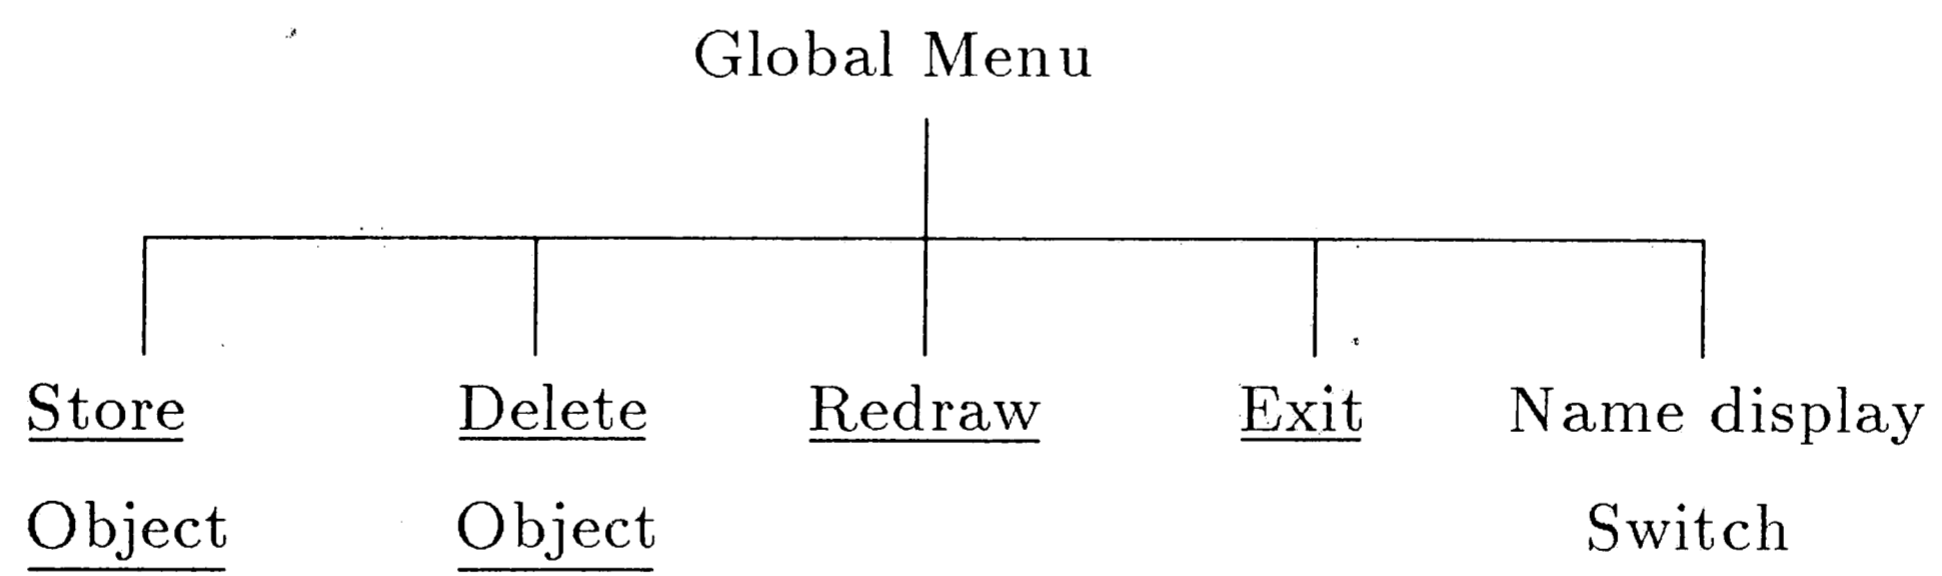 Global Menu
Store Delete Redraw Exit Name display
Object Object Switch